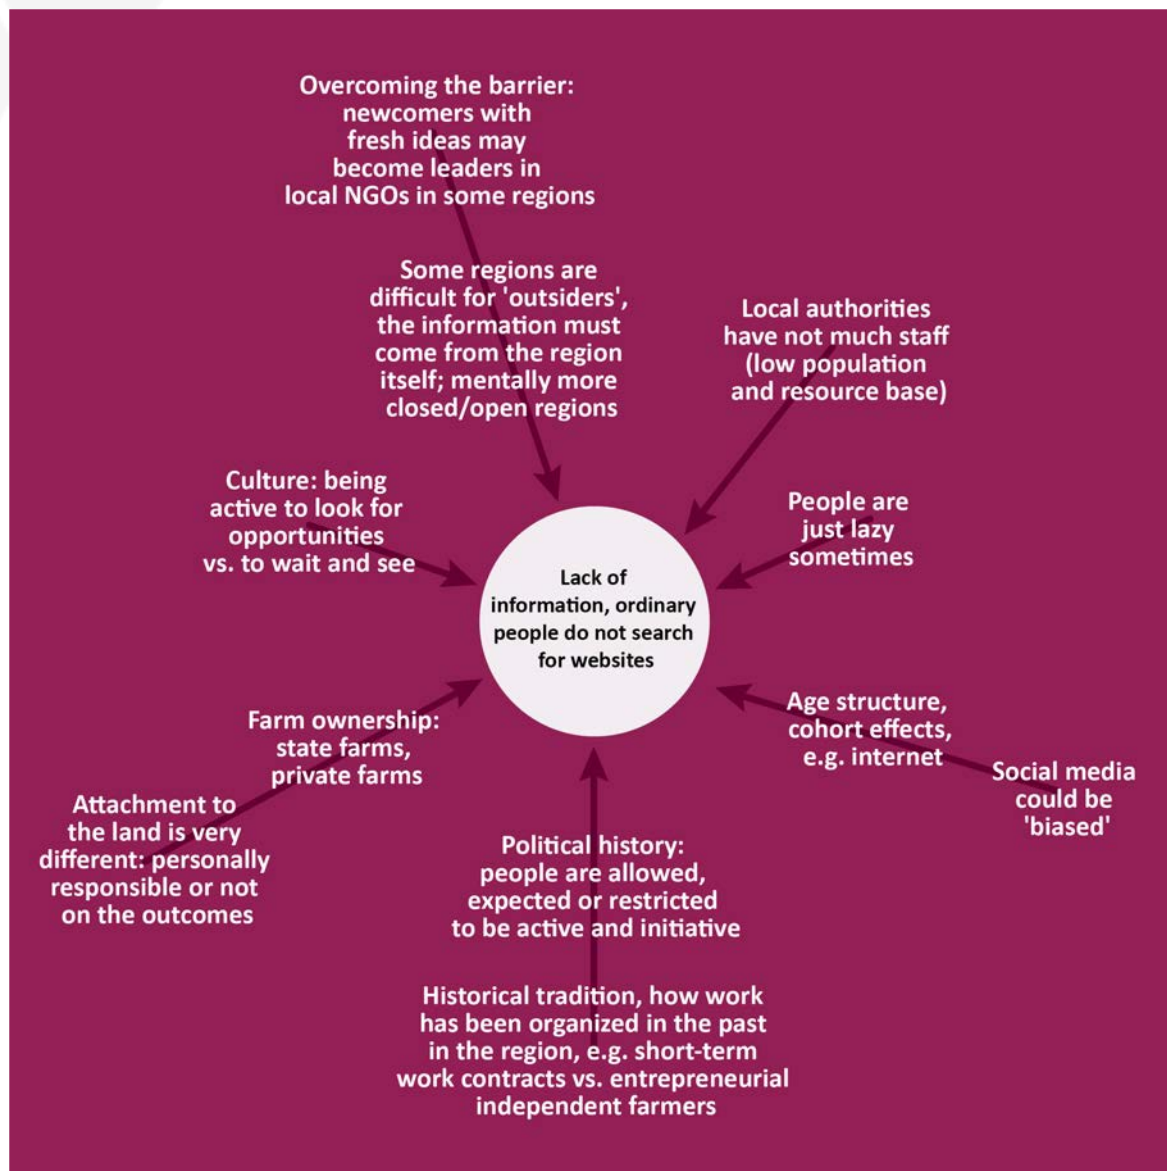 Overcoming the barrier:
newcomers with
fresh ideas may
become leaders in
local NGOs in some regions
Some regions are
difficult for 'outsiders',
the information must
come from the region
itself; mentally more
closed/open regions
Local authorities
have not much staff
(low population
and resource base)
Culture: being
active to look for
opportunities
vs. to wait and see
People are
just lazy
sometimes
Lack of
information, ordinary
people do not search
for websites
Farm ownership:
state farms,
private farms
Age structure,
cohort effects,
e.g. internet
Attachment to
the land is very
different: personally
responsible or not
on the outcomes
Social media
could be
'biased'
Political history:
people are allowed,
expected or restricted
to be active and initiative
Historical tradition, how work
has been organized in the past
in the region, e.g. short-term
work contracts vs. entrepreneurial
independent farmers